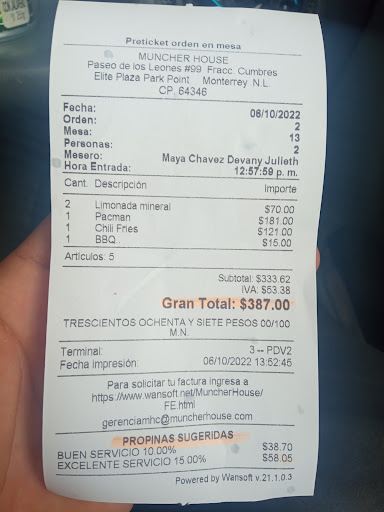 Preticket orden en mesa
MUNCHER HOUSE
Paseo de los Leones #99 Fracc. Cumbres
Elite Plaza Park Point Monterrey N.L.
CP. 64346
Fecha: 06/10/2022
Orden: 2
Mesa: 13
Personas: 2
Mesero: Maya Chavez Devany Julieth
Hora Entrada: 12:57:59 p. m.
Cant. Descripción Importe
2 Limonada mineral $70.00
1 Pacman $181.00
1 Chili Fries $121.00
1 BBQ. $15.00
Artículos: 5
Subtotal: $333.62
IVA: $53.38
Gran Total: $387.00
TRESCIENTOS OCHENTA Y SIETE PESOS 00/100
M.N.
Terminal: 3 -- PDV2
Fecha impresión: 06/10/2022 13:52:45
Para solicitar tu factura ingresa a
https://www.wansoft.net/MuncherHouse/
FE.html
gerenciamhc@muncherhouse.com
PROPINAS SUGERIDAS
BUEN SERVICIO 10.00% $38.70
EXCELENTE SERVICIO 15.00% $58.05
Powered by Wansoft v.21.1.0.3